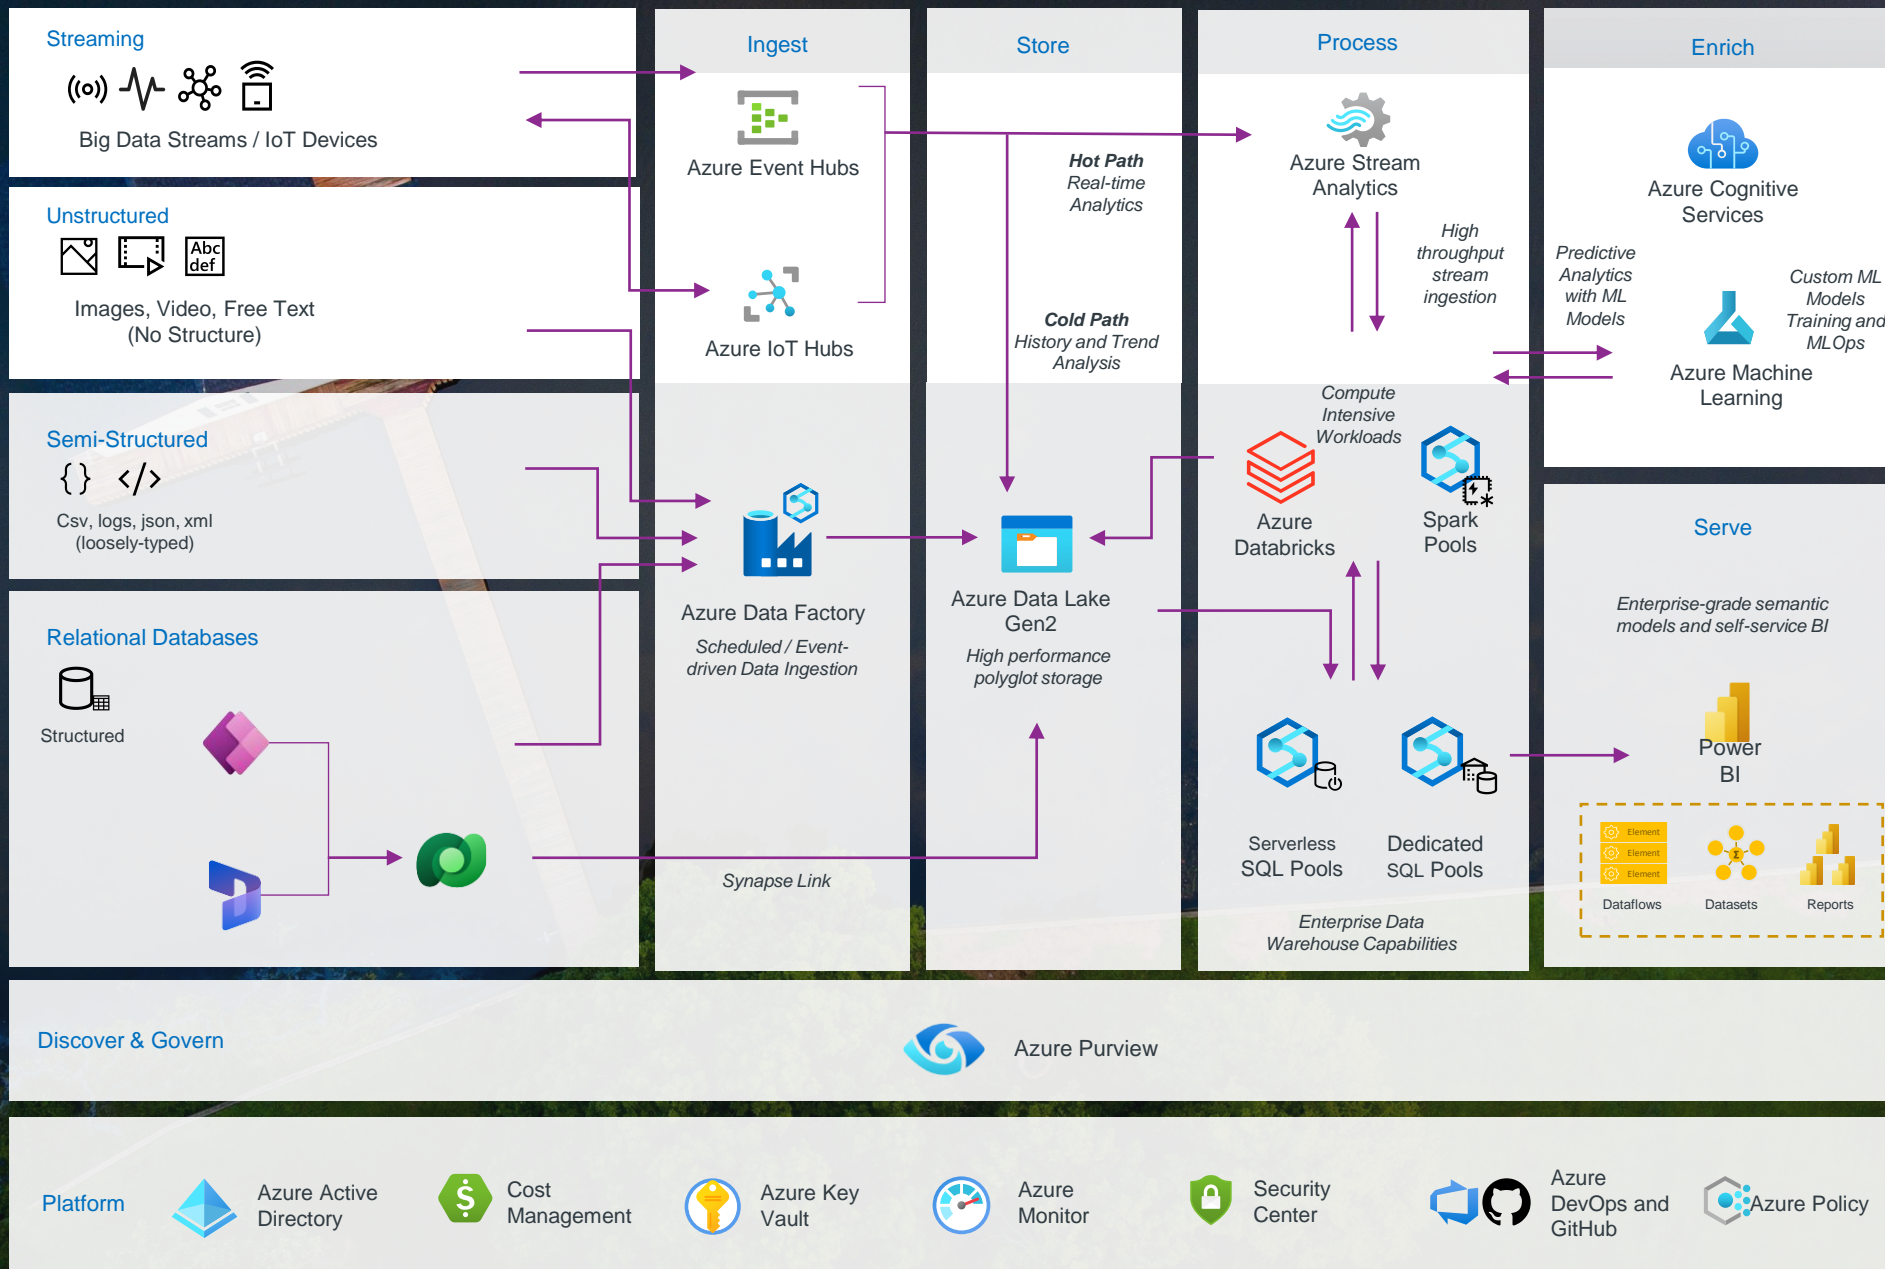 Streaming
Big Data Streams / IoT Devices
Unstructured
Abc
def
Images, Video, Free Text
(No Structure)
Semi-Structured
{ } </>
Csv, logs, json, xml
(loosely-typed)
Relational Databases
Structured
Ingest
Azure Event Hubs
Azure IoT Hubs
Azure Data Factory
Scheduled / Event-
driven Data Ingestion
Synapse Link
Store
Hot Path
Real-time
Analytics
Cold Path
History and Trend
Analysis
Azure Data Lake
Gen2
High performance
polyglot storage
Process
Azure Stream
Analytics
High
throughput
stream
ingestion
Compute
Intensive
Workloads
Azure
Databricks
Spark
Pools
Serverless
SQL Pools
Dedicated
SQL Pools
Enterprise Data
Warehouse Capabilities
Enrich
Azure Cognitive
Services
Predictive
Analytics
with ML
Models
Custom ML
Models
Training and
MLOps
Azure Machine
Learning
Serve
Enterprise-grade semantic
models and self-service BI
Power
BI
Element
Element
Element
Σ
Dataflows
Datasets
Reports
Discover & Govern
Azure Purview
Platform
Azure Active
Directory
$
Cost
Management
Azure Key
Vault
Azure
Monitor
Security
Center
Azure
DevOps and
GitHub
Azure Policy